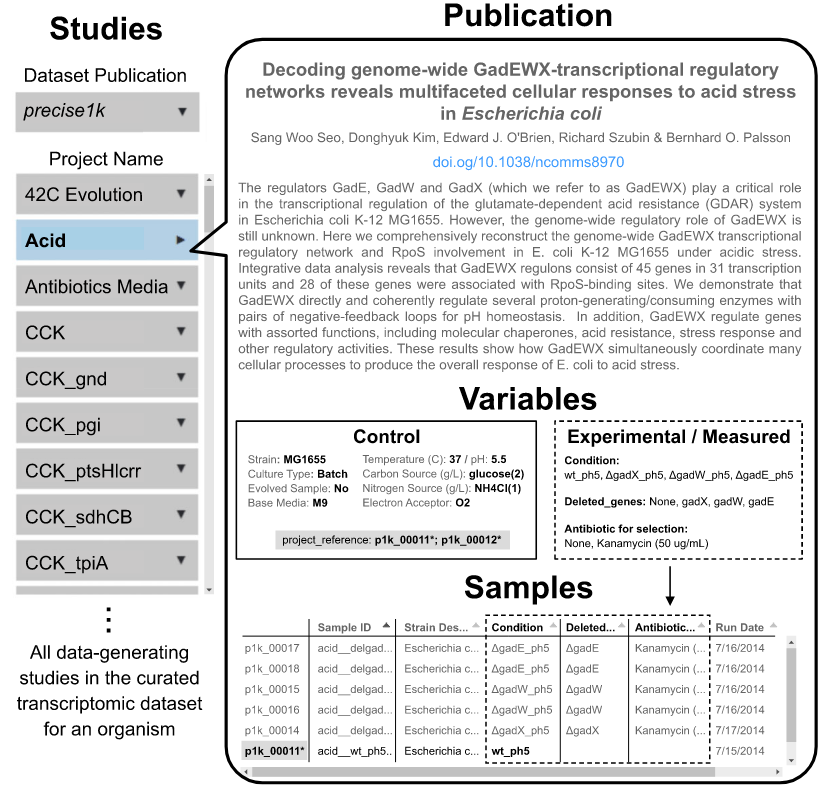 Studies
Dataset Publication
precise1k
Project Name
42C Evolution
Acid
Antibiotics Media
CCK
CCK_gnd
CCK_pgi
CCK_ptsHIcrr
CCK_sdhCB
CCK_tpiA
All data-generating
studies in the curated
transcriptomic dataset
for an organism
Publication
Decoding genome-wide GadEWX-transcriptional regulatory
networks reveals multifaceted cellular responses to acid stress
in Escherichia coli
Sang Woo Seo, Donghyuk Kim, Edward J. O'Brien, Richard Szubin & Bernhard O. Palsson
doi.og/10.1038/ncomms8970
The regulators GadE, GadW and GadX (which we refer to as GadEWX) play a critical role
in the transcriptional regulation of the glutamate-dependent acid resistance (GDAR) system
in Escherichia coli K-12 MG1655. However, the genome-wide regulatory role of GadEWX is
still unknown. Here we comprehensively reconstruct the genome-wide GadEWX transcriptional
regulatory network and RpoS involvement in E. coli K-12 MG1655 under acidic stress.
Integrative data analysis reveals that GadEWX regulons consist of 45 genes in 31 transcription
units and 28 of these genes were associated with RpoS-binding sites. We demonstrate that
GadEWX directly and coherently regulate several proton-generating/consuming enzymes with
pairs of negative-feedback loops for pH homeostasis. In addition, GadEWX regulate genes
with assorted functions, including molecular chaperones, acid resistance, stress response and
other regulatory activities. These results show how GadEWX simultaneously coordinate many
cellular processes to produce the overall response of E. coli to acid stress.
Variables
Control
Strain: MG1655 Temperature (C): 37 / pH: 5.5
Culture Type: Batch Carbon Source (g/L): glucose(2)
Evolved Sample: No Nitrogen Source (g/L): NH4Cl(1)
Base Media: M9 Electron Acceptor: O2
project_reference: p1k_00011*; p1k_00012*
Experimental / Measured
Condition:
wt_ph5, ΔgadX_ph5, ΔgadW_ph5, ΔgadE_ph5
Deleted_genes: None, gadX, gadW, gadE
Antibiotic for selection:
None, Kanamycin (50 ug/mL)
Samples
Sample ID Strain Des... Condition Deleted... Antibiotic... Run Date
p1k_00017 acid__delgad... Escherichia c... ΔgadE_ph5 ΔgadE Kanamycin (... 7/16/2014
p1k_00018 acid__delgad... Escherichia c... ΔgadE_ph5 ΔgadE Kanamycin (... 7/16/2014
p1k_00015 acid__delgad... Escherichia c... ΔgadW_ph5 ΔgadW Kanamycin (... 7/16/2014
p1k_00016 acid__delgad... Escherichia c... ΔgadW_ph5 ΔgadW Kanamycin (... 7/16/2014
p1k_00014 acid__delgad... Escherichia c... ΔgadX_ph5 ΔgadX Kanamycin (... 7/17/2014
p1k_00011* acid__wt_ph5.. Escherichia c... wt_ph5 7/15/2014